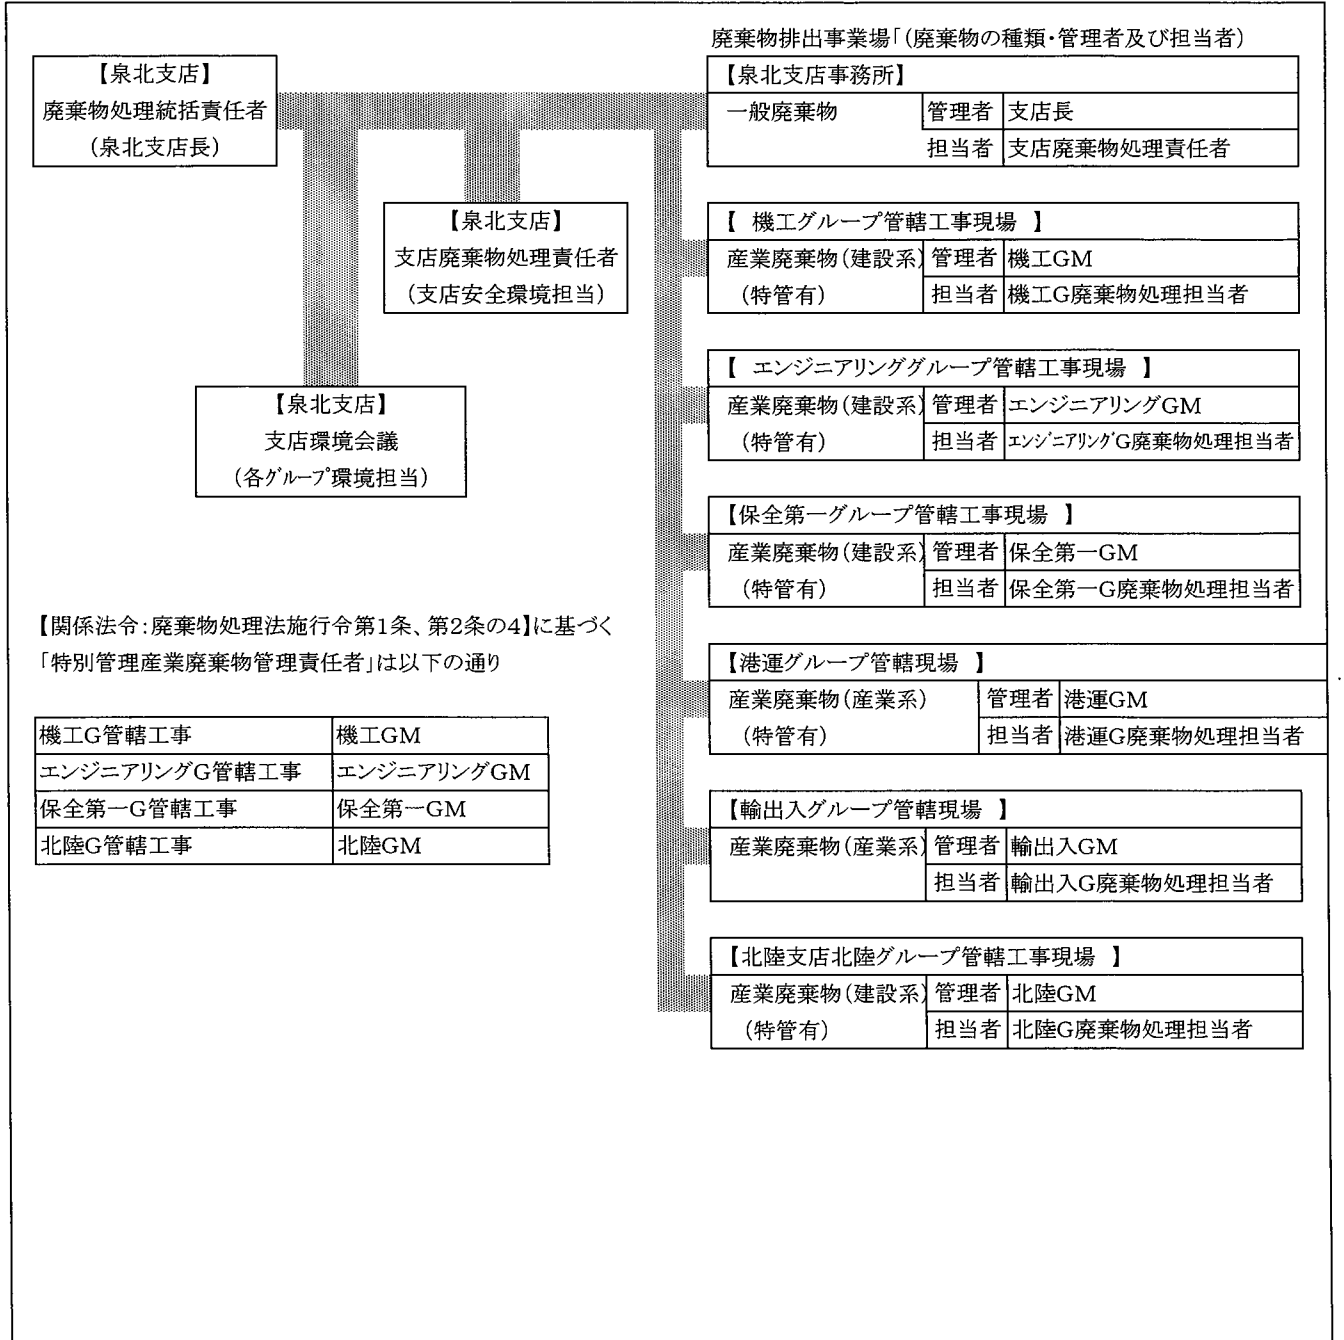 廃棄物排出事業場「(廃棄物の種類・管理者及び担当者)
【泉北支店】
廃棄物処理統括責任者
(泉北支店長)
【泉北支店】
支店廃棄物処理責任者
(支店安全環境担当)
【泉北支店】
支店環境会議
(各グループ環境担当)
【関係法令:廃棄物処理法施行令第1条、第2条の4】に基づく
「特別管理産業廃棄物管理責任者」は以下の通り
機工G管轄工事 機工GM
エンジニアリングG管轄工事 エンジニアリングGM
保全第一G管轄工事 保全第一GM
北陸G管轄工事 北陸GM
【泉北支店事務所】
一般廃棄物 管理者 支店長
担当者 支店廃棄物処理責任者
【 機工グループ管轄工事現場 】
産業廃棄物(建設系) 管理者 機工GM
(特管有) 担当者 機工G廃棄物処理担当者
【 エンジニアリンググループ管轄工事現場 】
産業廃棄物(建設系) 管理者 エンジニアリングGM
(特管有) 担当者 エンジニアリングG廃棄物処理担当者
【保全第一グループ管轄工事現場 】
産業廃棄物(建設系) 管理者 保全第一GM
(特管有) 担当者 保全第一G廃棄物処理担当者
【港運グループ管轄現場 】
産業廃棄物(産業系) 管理者 港運GM
(特管有) 担当者 港運G廃棄物処理担当者
【輸出入グループ管轄現場 】
産業廃棄物(産業系) 管理者 輸出入GM
担当者 輸出入G廃棄物処理担当者
【北陸支店北陸グループ管轄工事現場 】
産業廃棄物(建設系) 管理者 北陸GM
(特管有) 担当者 北陸G廃棄物処理担当者